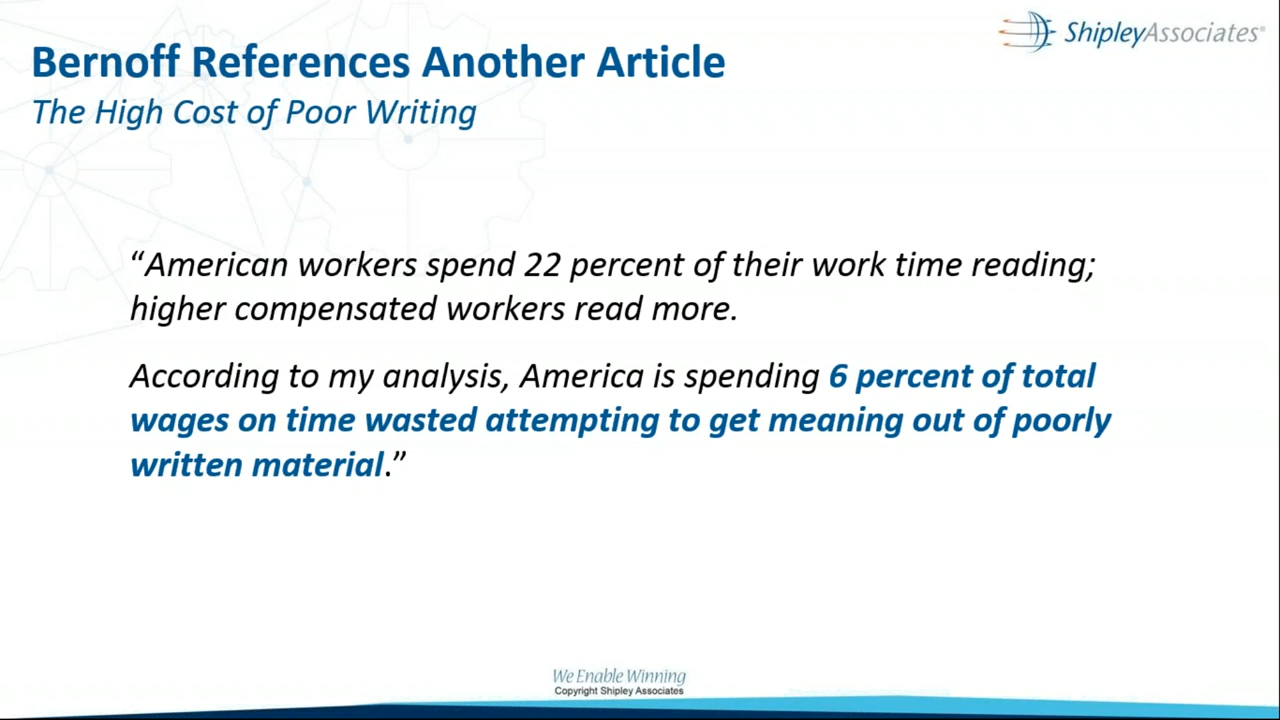 ShipleyAssociates®
Bernoff References Another Article
The High Cost of Poor Writing
“American workers spend 22 percent of their work time reading;
higher compensated workers read more.
According to my analysis, America is spending 6 percent of total
wages on time wasted attempting to get meaning out of poorly
written material.”
We Enable Winning
Copyright Shipley Associates